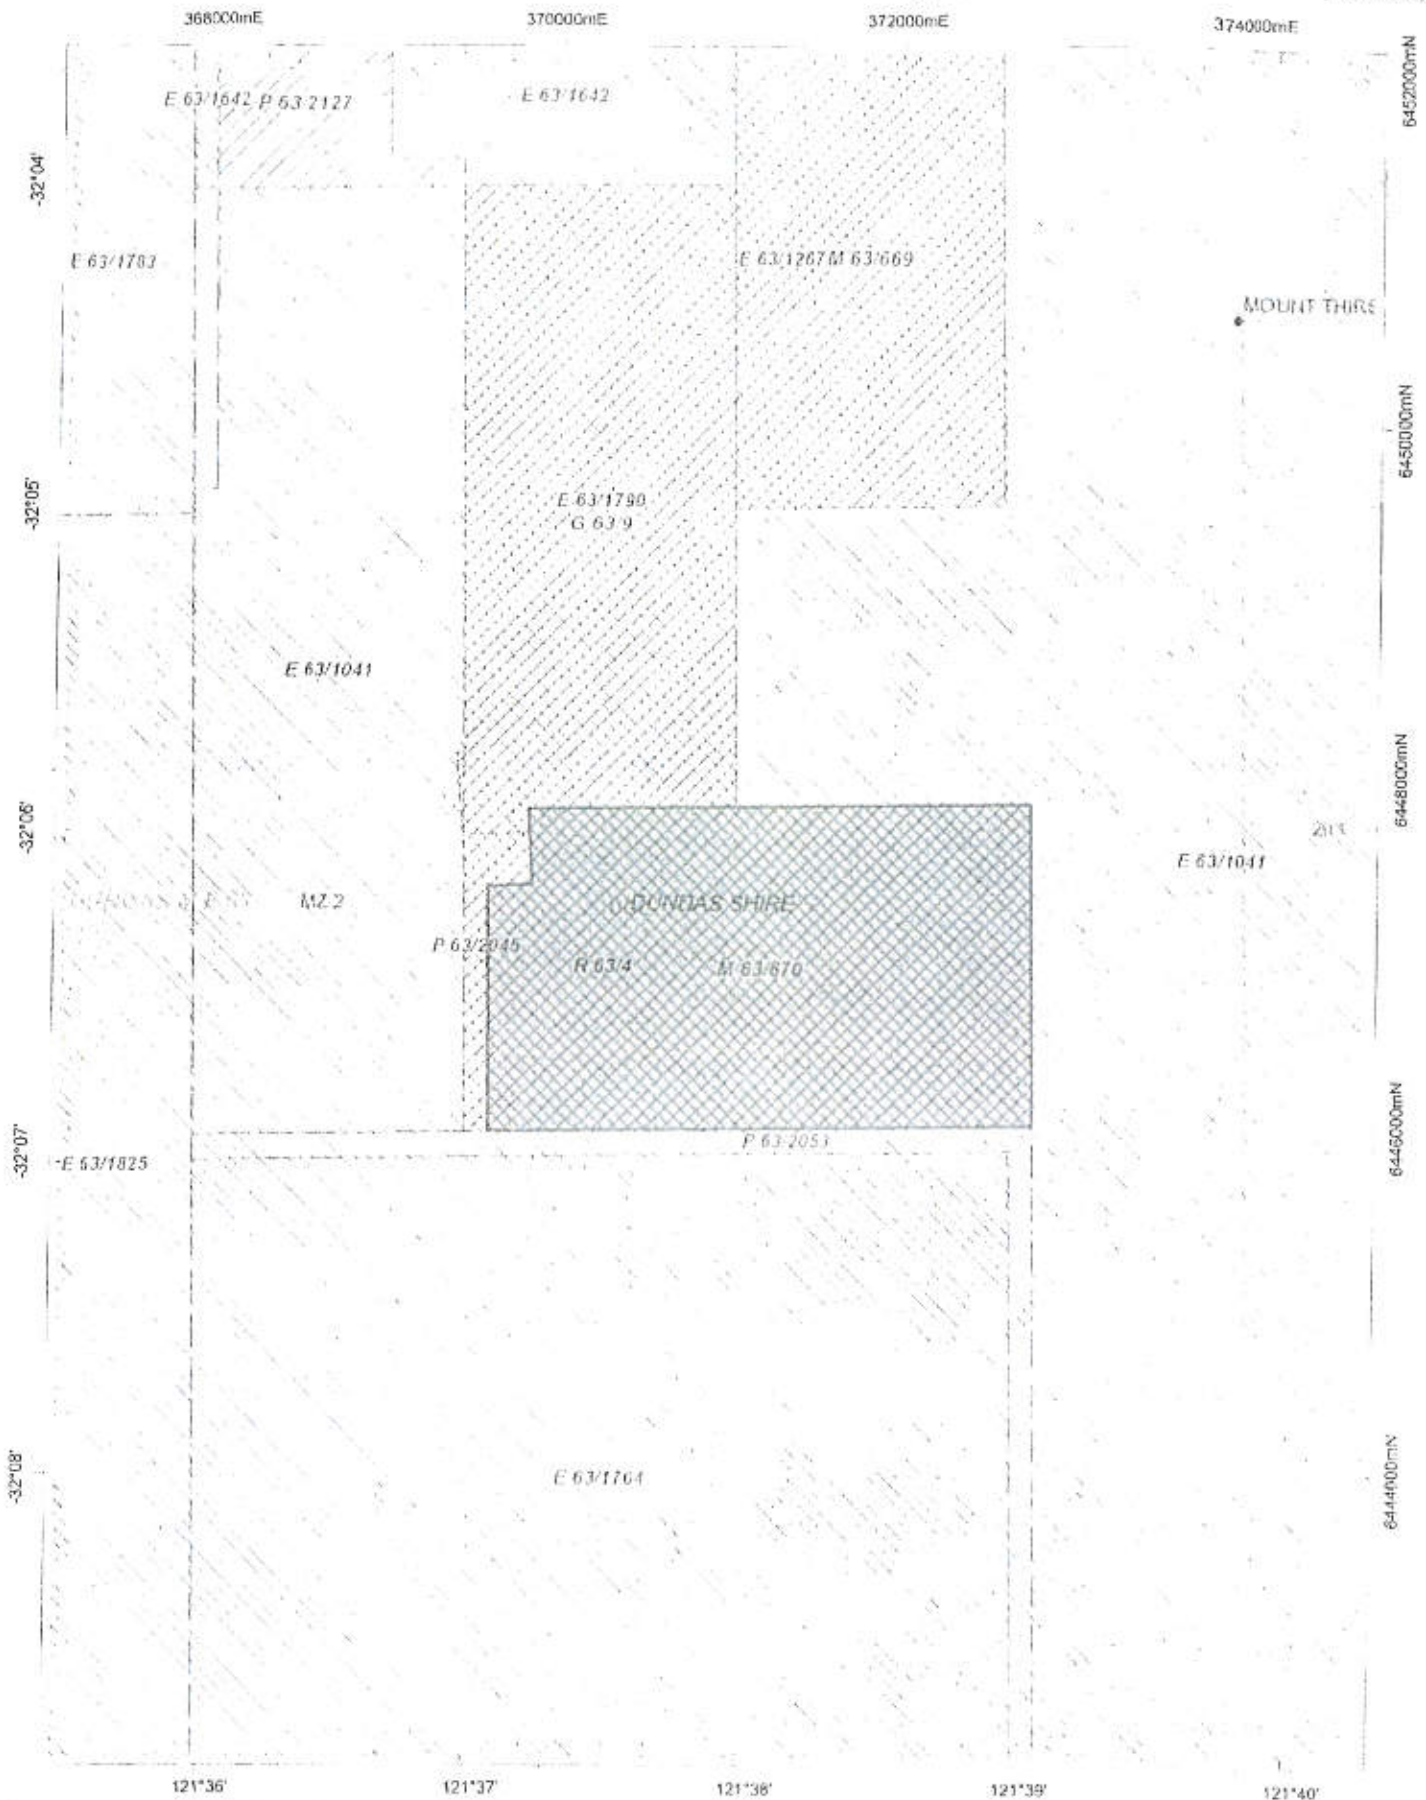 368000mE 370000mE 372000mE 374000mE
6452000mN
E 63/1642 P 63/2127 E 63/1642
-32°04'
E 63/1783 E 63/1267 M 63/669
MOUNT THIRS
6450000mN
-32°05'
E 63/1790
G 63/9
E 63/1041
6448000mN
-32°06'
E 63/1041
MZ 2 DUNDAS SHIRE
P 63/2045
R 63/4 M 63/670
6446000mN
P 63/2053
-32°07'
E 63/1825
E 63/1764
-32°08'
6444000mN
121°36' 121°37' 121°38' 121°39' 121°40'